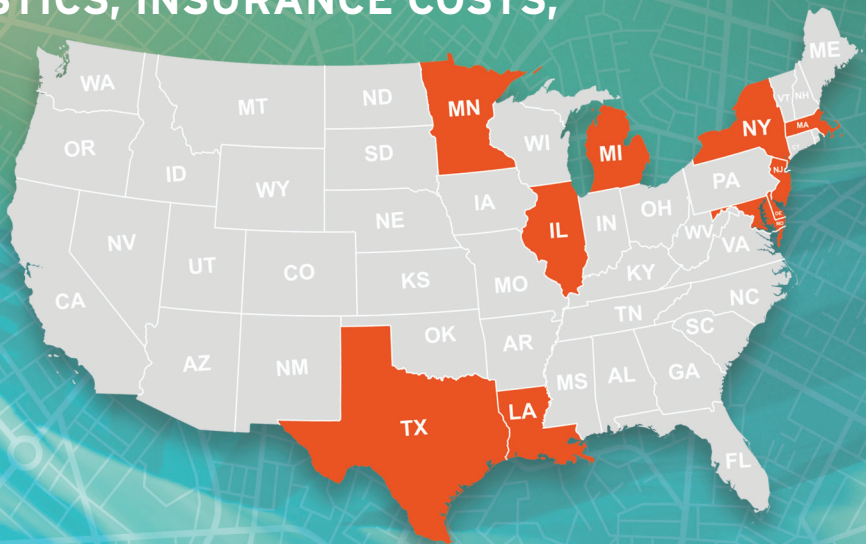 STICS, INSURANCE COSTS,
ME
WA
MT
ND
MN
VT
NH
NY
MA
OR
ID
SD
WI
MI
CT
WY
IA
PA
NJ
NE
IL
IN
OH
DE
MD
NV
UT
CO
KS
MO
WV
VA
KY
CA
OK
TN
NC
AZ
NM
AR
SC
MS
AL
GA
TX
LA
FL